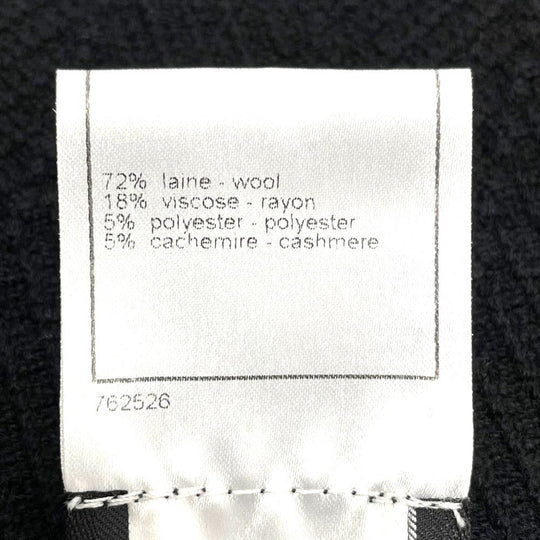 72% laine - wool
18% viscose - rayon
5% polyester - polyester
5% cachemire - cashmere
762526